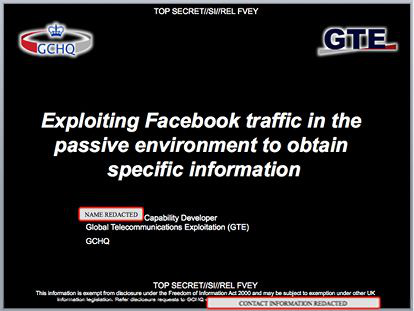 TOP SECRET//SI//REL FVEY
GCHQ
GTE
Exploiting Facebook traffic in the
passive environment to obtain
specific information
NAME REDACTED Capability Developer
Global Telecommunications Exploitation (GTE)
GCHQ
TOP SECRET//SI//REL FVEY
This information is exempt from disclosure under the Freedom of Information Act 2000 and may be subject to exemption under other UK
information legislation. Refer disclosure requests to GCHQ
CONTACT INFORMATION REDACTED